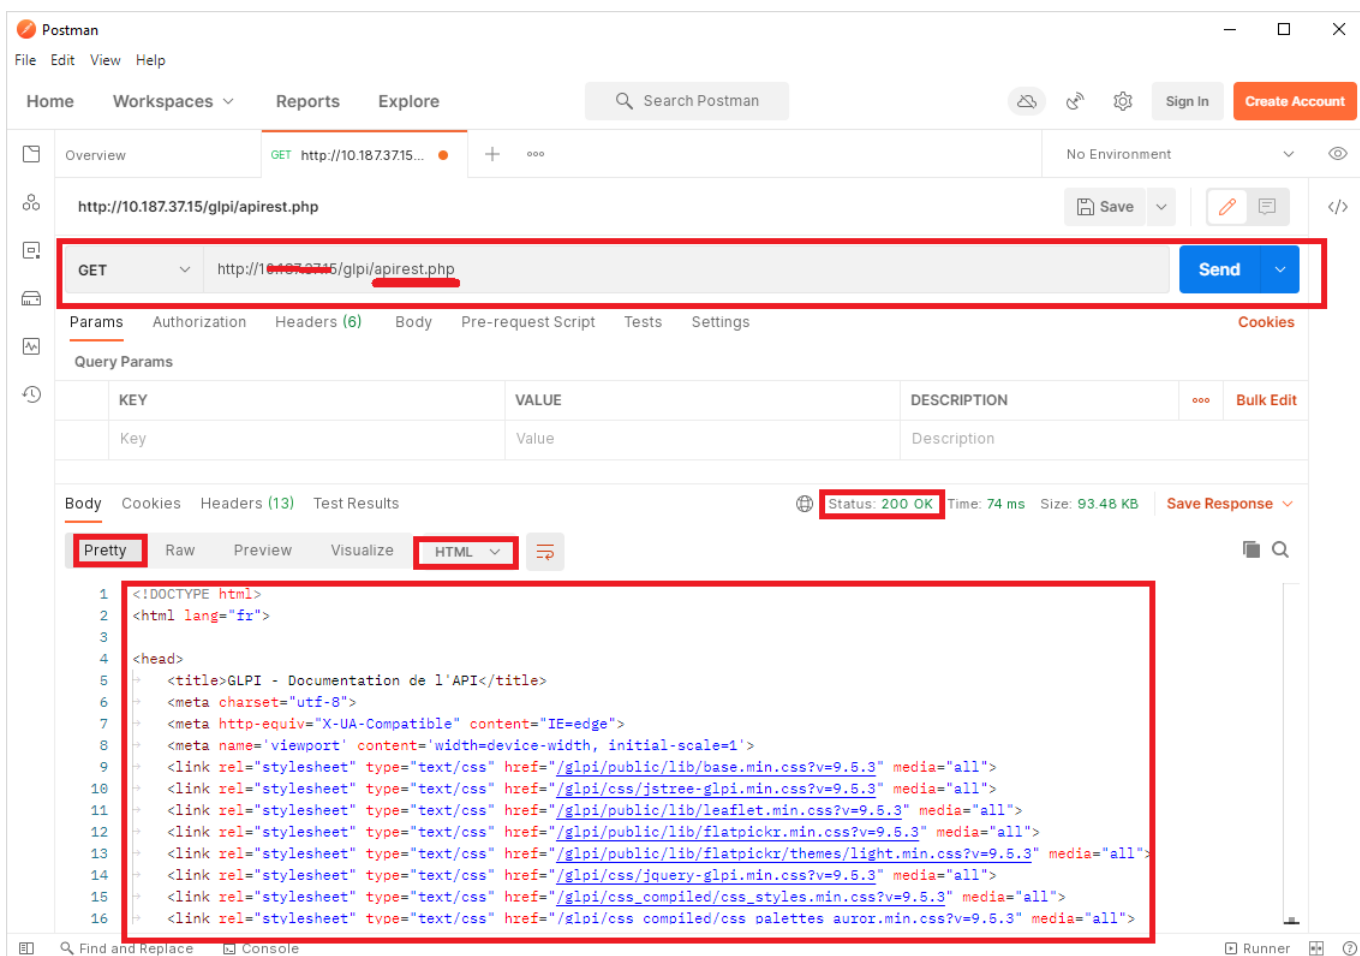 Postman
File Edit View Help
Home Workspaces Reports Explore Search Postman Sign In Create Account
Overview GET http://10.187.37.15... No Environment
http://10.187.37.15/glpi/apirest.php Save
GET http://10.187.37.15/glpi/apirest.php Send
Params Authorization Headers (6) Body Pre-request Script Tests Settings Cookies
Query Params
KEY VALUE DESCRIPTION Bulk Edit
Key Value Description
Body Cookies Headers (13) Test Results Status: 200 OK Time: 74 ms Size: 93.48 KB Save Response
Pretty Raw Preview Visualize HTML
1 <!DOCTYPE html>
2 <html lang="fr">
3
4 <head>
5 <title>GLPI - Documentation de l'API</title>
6 <meta charset="utf-8">
7 <meta http-equiv="X-UA-Compatible" content="IE=edge">
8 <meta name='viewport' content='width=device-width, initial-scale=1'>
9 <link rel="stylesheet" type="text/css" href="/glpi/public/lib/base.min.css?v=9.5.3" media="all">
10 <link rel="stylesheet" type="text/css" href="/glpi/css/jstree-glpi.min.css?v=9.5.3" media="all">
11 <link rel="stylesheet" type="text/css" href="/glpi/public/lib/leaflet.min.css?v=9.5.3" media="all">
12 <link rel="stylesheet" type="text/css" href="/glpi/public/lib/flatpickr.min.css?v=9.5.3" media="all">
13 <link rel="stylesheet" type="text/css" href="/glpi/public/lib/flatpickr/themes/light.min.css?v=9.5.3" media="all">
14 <link rel="stylesheet" type="text/css" href="/glpi/css/jquery-glpi.min.css?v=9.5.3" media="all">
15 <link rel="stylesheet" type="text/css" href="/glpi/css_compiled/css_styles.min.css?v=9.5.3" media="all">
16 <link rel="stylesheet" type="text/css" href="/glpi/css_compiled/css_palettes_auror.min.css?v=9.5.3" media="all">
Find and Replace Console Runner